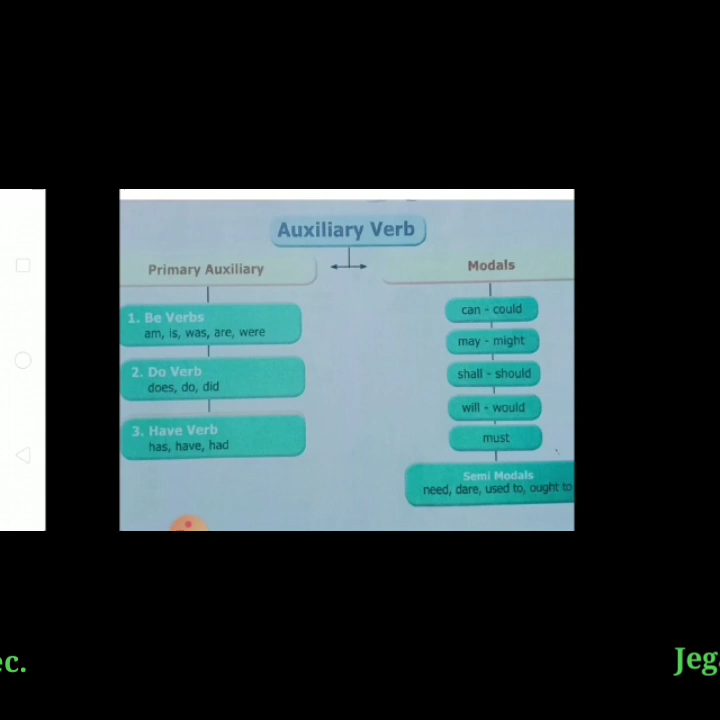 Auxiliary Verb
Primary Auxiliary
1. Be Verbs
am, is, was, are, were
2. Do Verb
does, do, did
3. Have Verb
has, have, had
Modals
can - could
may - might
shall - should
will - would
must
Semi Modals
need, dare, used to, ought to